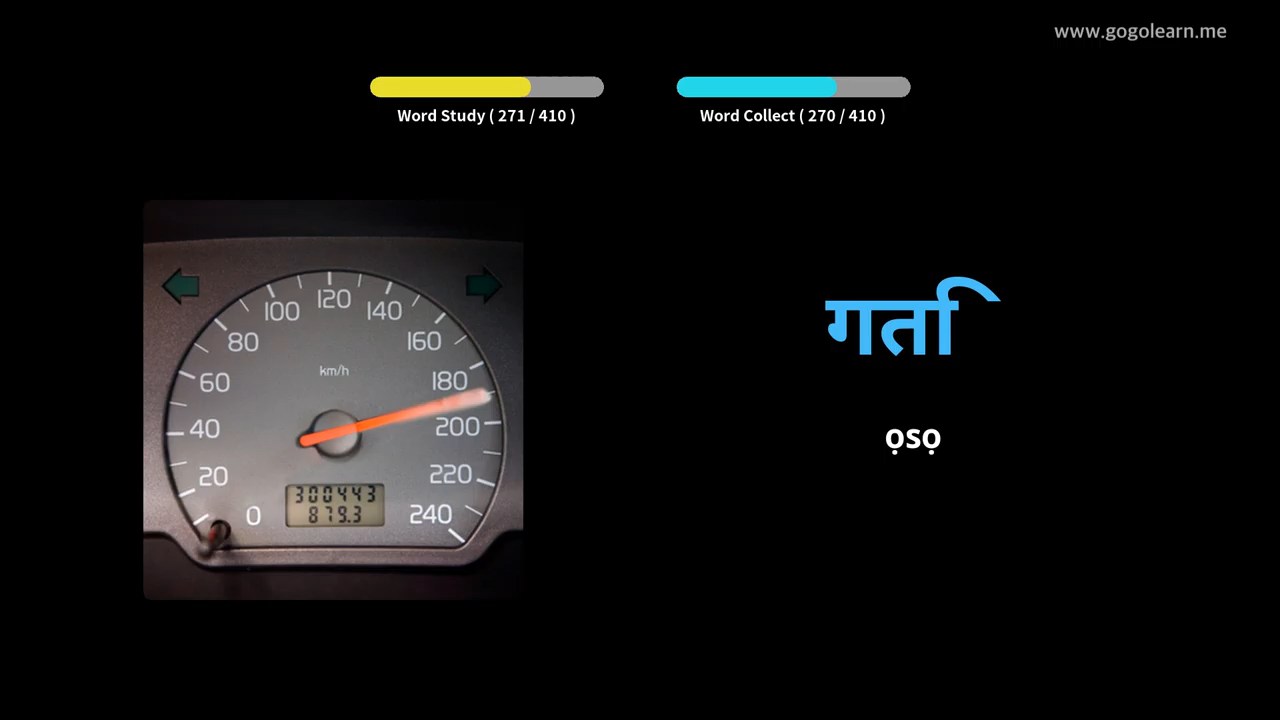 www.gogolearn.me
Word Study ( 271 / 410 )
Word Collect ( 270 / 410 )
120
100
140
80
160
km/h
60
180
40
200
20
220
300443
879.3
0
240
गति
ọsọ